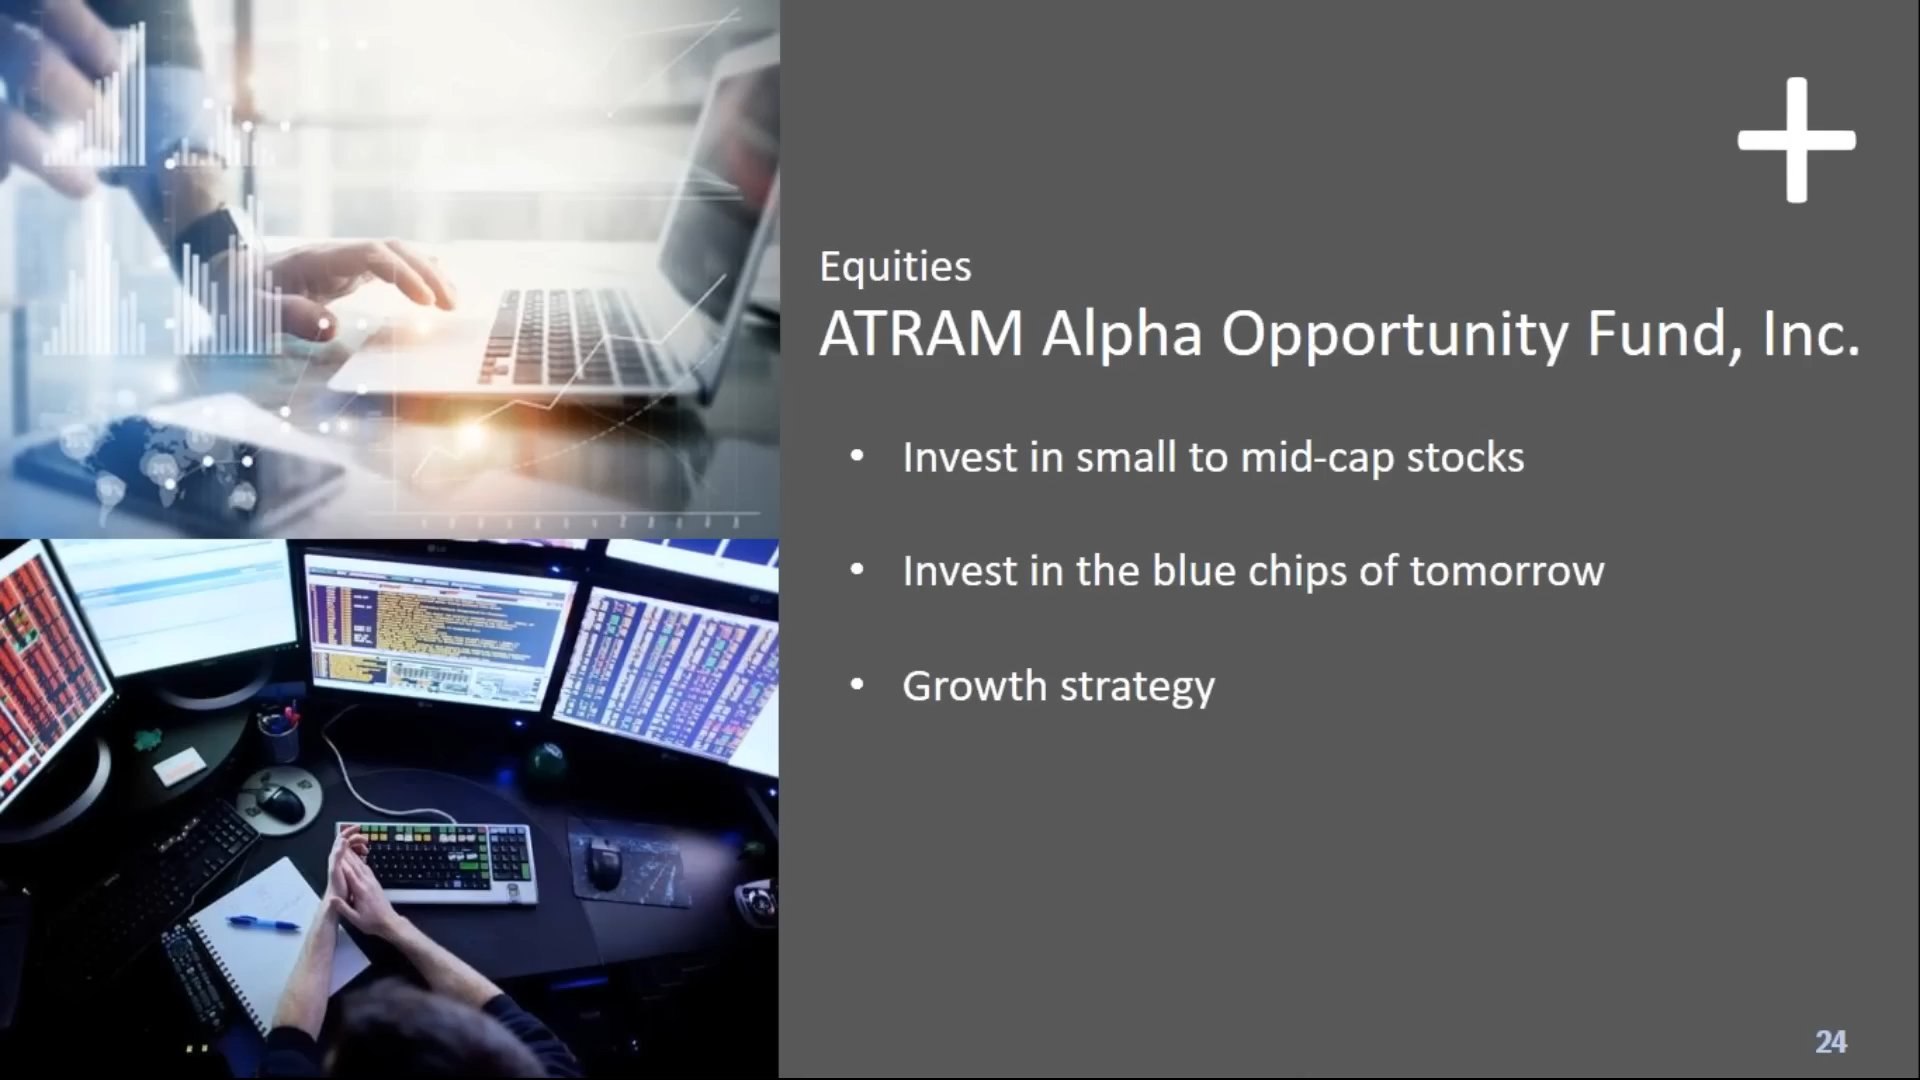 Equities
ATRAM Alpha Opportunity Fund, Inc.
• Invest in small to mid-cap stocks
• Invest in the blue chips of tomorrow
• Growth strategy
24